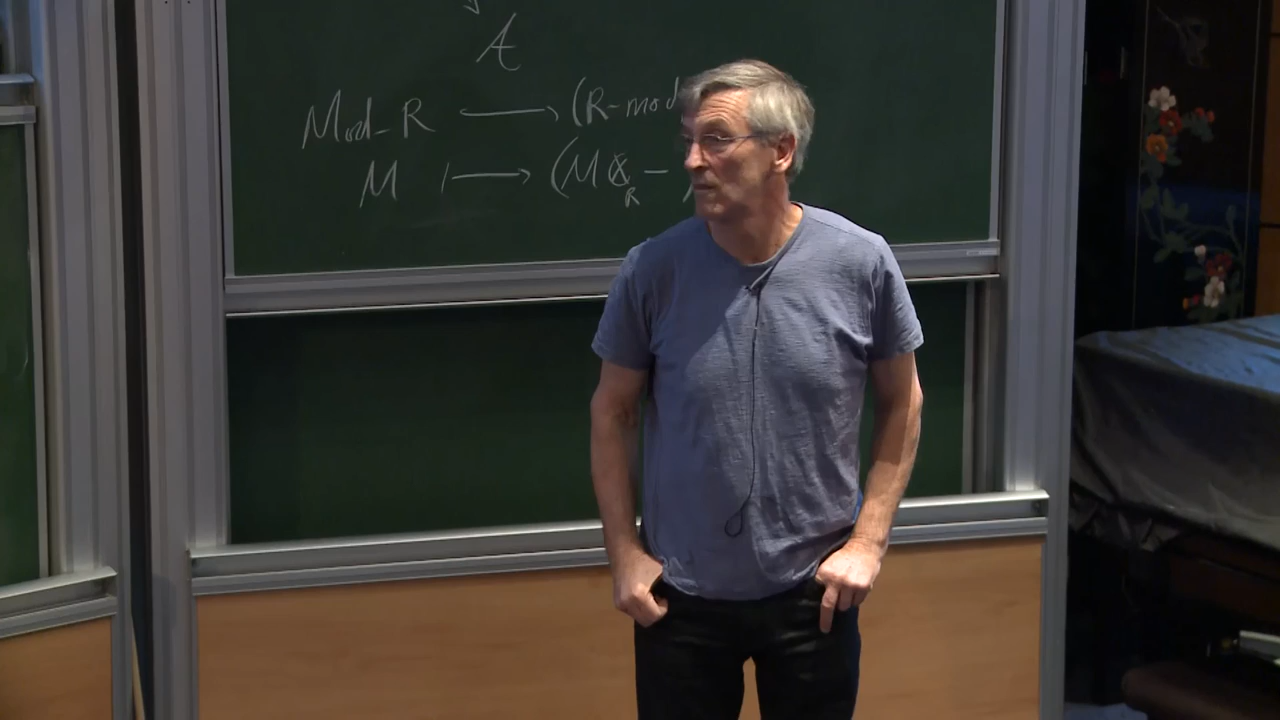 A
Mod-R ⟶ (R-mod
M ⟼ (M ⊗_R –